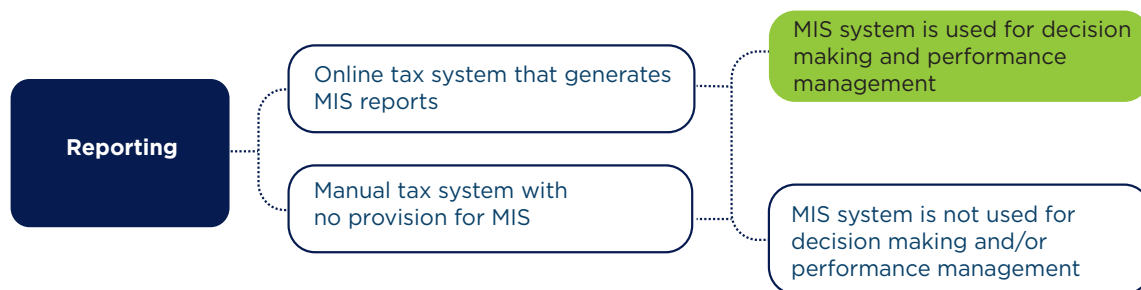 Reporting
Online tax system that generates
MIS reports
Manual tax system with
no provision for MIS
MIS system is used for decision
making and performance
management
MIS system is not used for
decision making and/or
performance management